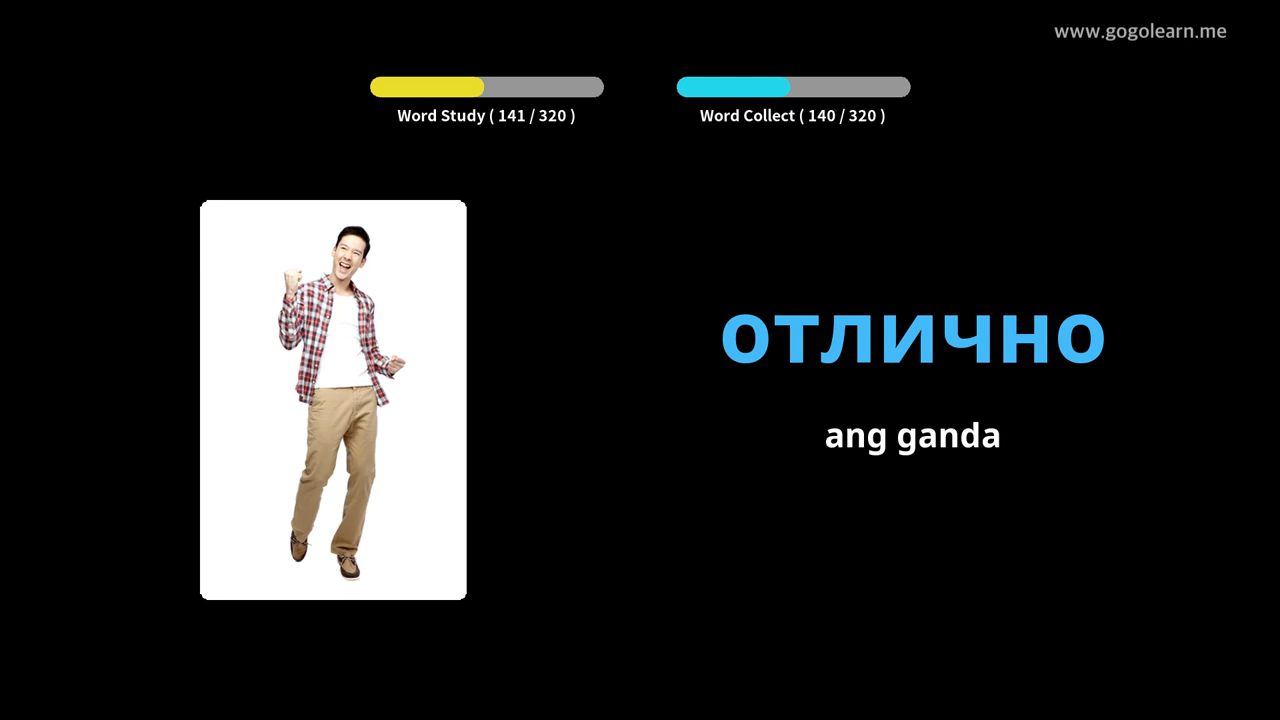 www.gogolearn.me
Word Study ( 141 / 320 )
Word Collect ( 140 / 320 )
отлично
ang ganda